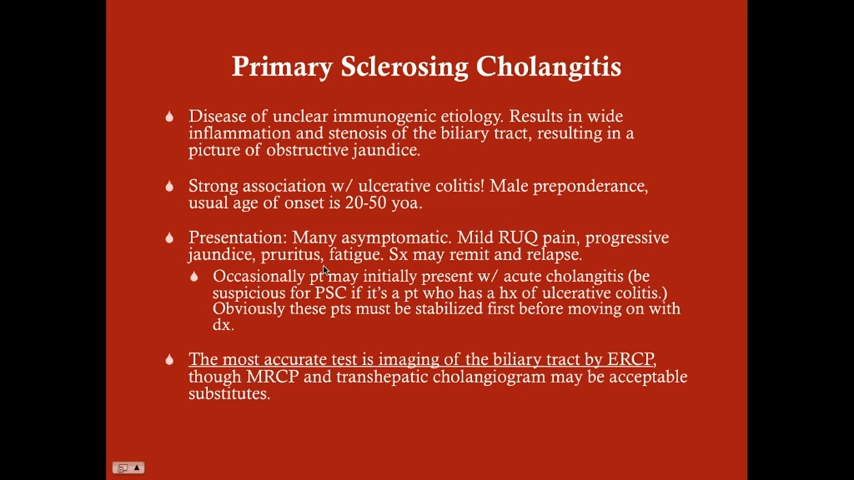 Primary Sclerosing Cholangitis
Disease of unclear immunogenic etiology. Results in wide
inflammation and stenosis of the biliary tract, resulting in a
picture of obstructive jaundice.
Strong association w/ ulcerative colitis! Male preponderance,
usual age of onset is 20-50 yoa.
Presentation: Many asymptomatic. Mild RUQ pain, progressive
jaundice, pruritus, fatigue. Sx may remit and relapse.
Occasionally pt may initially present w/ acute cholangitis (be
suspicious for PSC if it's a pt who has a hx of ulcerative colitis.)
Obviously these pts must be stabilized first before moving on with
dx.
The most accurate test is imaging of the biliary tract by ERCP,
though MRCP and transhepatic cholangiogram may be acceptable
substitutes.